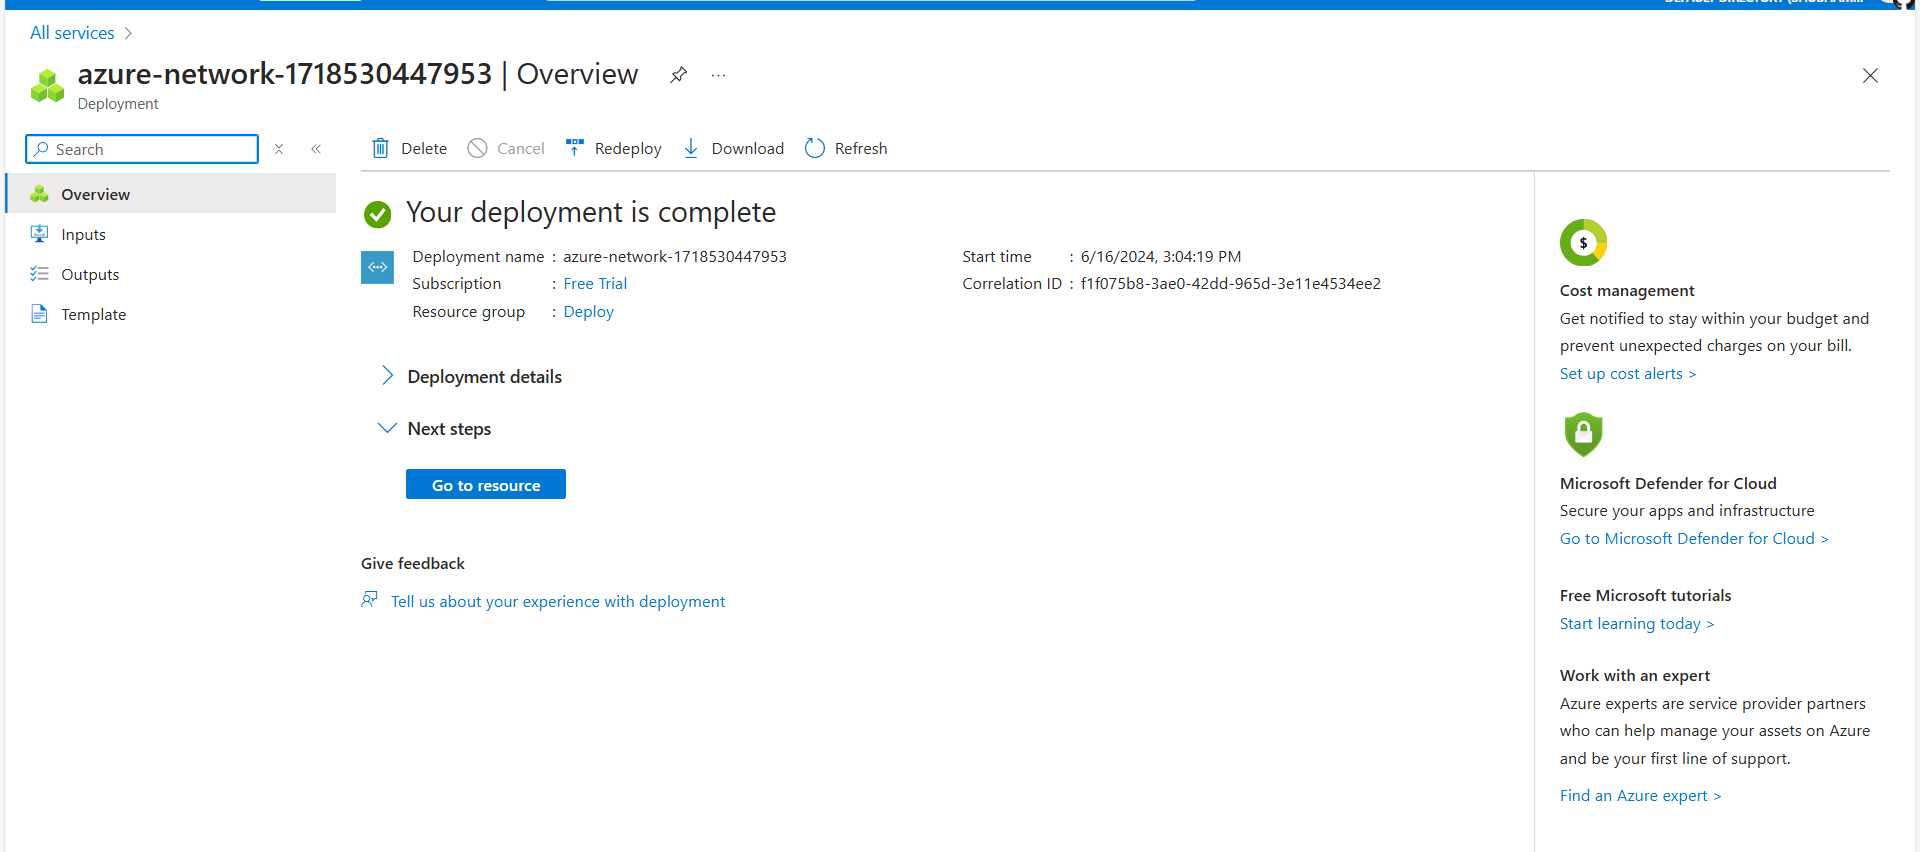 All services
azure-network-1718530447953 | Overview
Deployment
Search
Delete Cancel Redeploy Download Refresh
Overview
Inputs
Outputs
Template
Your deployment is complete
Deployment name : azure-network-1718530447953
Subscription : Free Trial
Resource group : Deploy
Start time : 6/16/2024, 3:04:19 PM
Correlation ID : f1f075b8-3ae0-42dd-965d-3e11e4534ee2
Deployment details
Next steps
Go to resource
Give feedback
Tell us about your experience with deployment
Cost management
Get notified to stay within your budget and
prevent unexpected charges on your bill.
Set up cost alerts >
Microsoft Defender for Cloud
Secure your apps and infrastructure
Go to Microsoft Defender for Cloud >
Free Microsoft tutorials
Start learning today >
Work with an expert
Azure experts are service provider partners
who can help manage your assets on Azure
and be your first line of support.
Find an Azure expert >